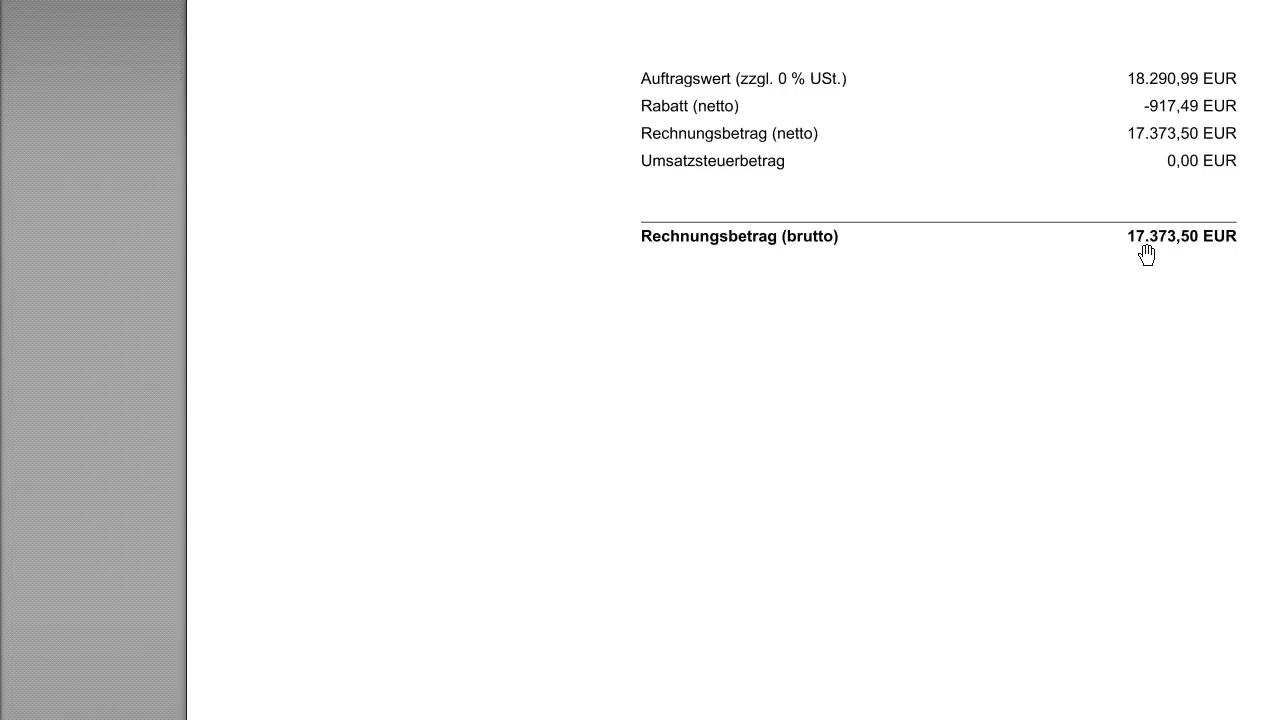 Auftragswert (zzgl. 0 % USt.) 18.290,99 EUR
Rabatt (netto) -917,49 EUR
Rechnungsbetrag (netto) 17.373,50 EUR
Umsatzsteuerbetrag 0,00 EUR
Rechnungsbetrag (brutto) 17.373,50 EUR